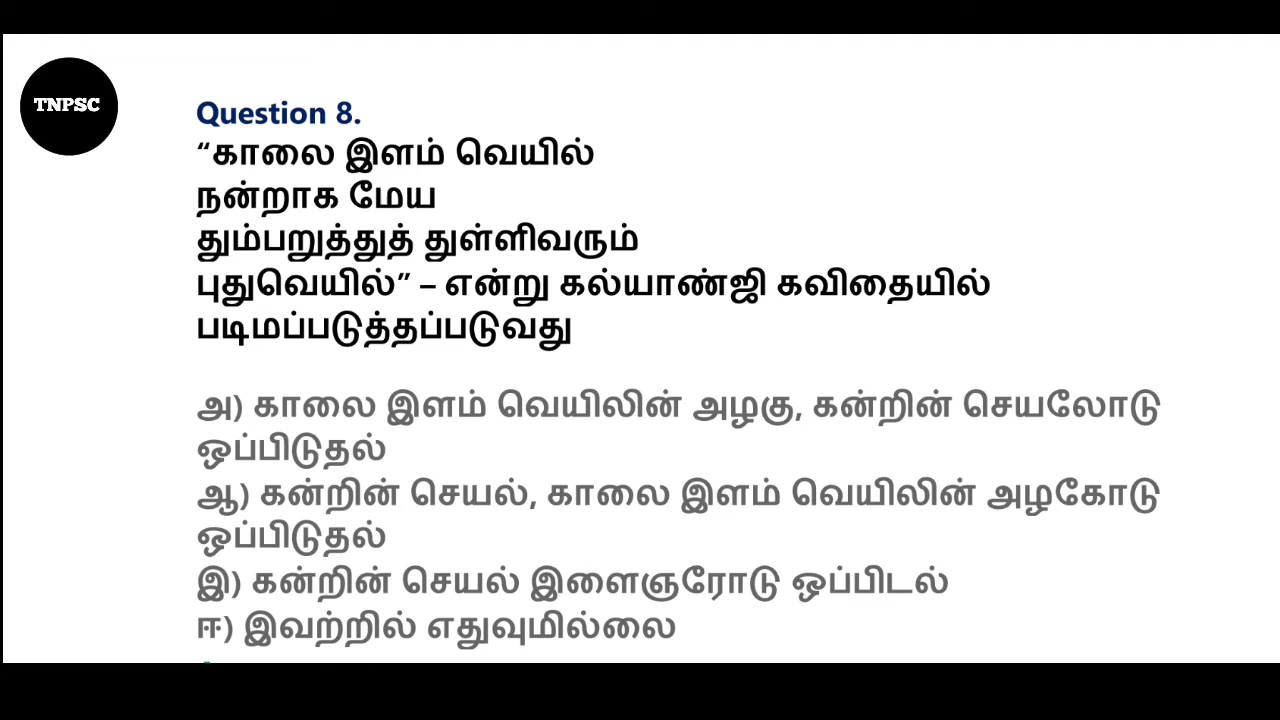 TNPSC
Question 8.
“காலை இளம் வெயில்
நன்றாக மேய
தும்பறுத்துத் துள்ளிவரும்
புதுவெயில்” – என்று கல்யாண்ஜி கவிதையில்
படிமப்படுத்தப்படுவது
அ) காலை இளம் வெயிலின் அழகு, கன்றின் செயலோடு
ஒப்பிடுதல்
ஆ) கன்றின் செயல், காலை இளம் வெயிலின் அழகோடு
ஒப்பிடுதல்
இ) கன்றின் செயல் இளைஞரோடு ஒப்பிடல்
ஈ) இவற்றில் எதுவுமில்லை